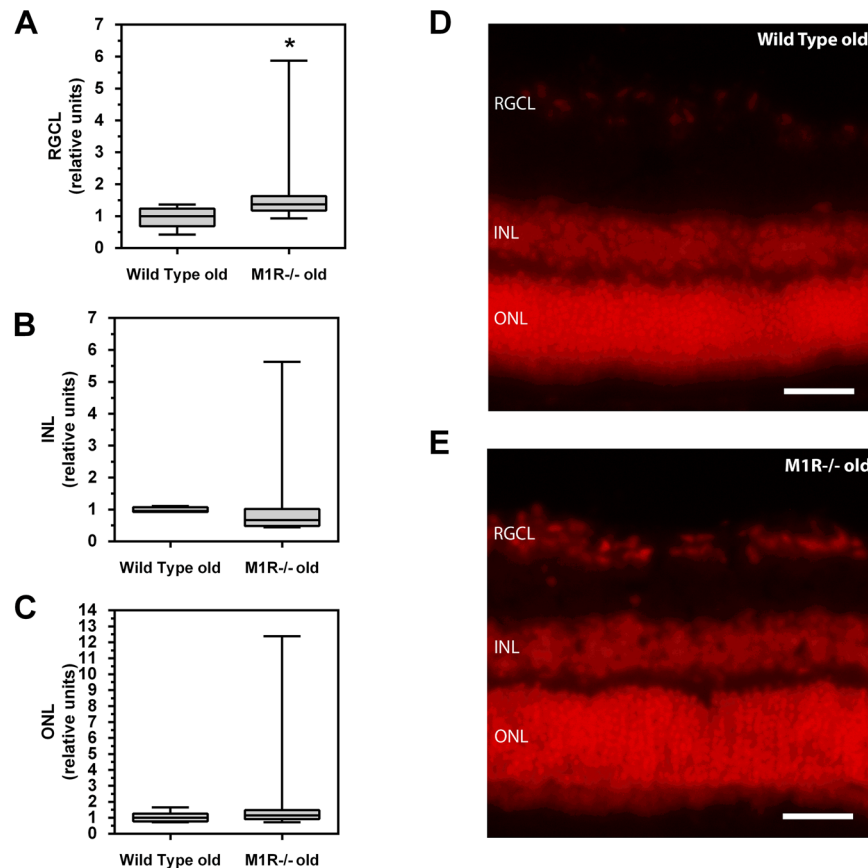 A
RGCL
(relative units)
7
6
5
4
3
2
1
0
*
Wild Type old
M1R-/- old
B
INL
(relative units)
7
6
5
4
3
2
1
0
Wild Type old
M1R-/- old
C
ONL
(relative units)
14
13
12
11
10
9
8
7
6
5
4
3
2
1
0
Wild Type old
M1R-/- old
D
Wild Type old
RGCL
INL
ONL
E
M1R-/- old
RGCL
INL
ONL